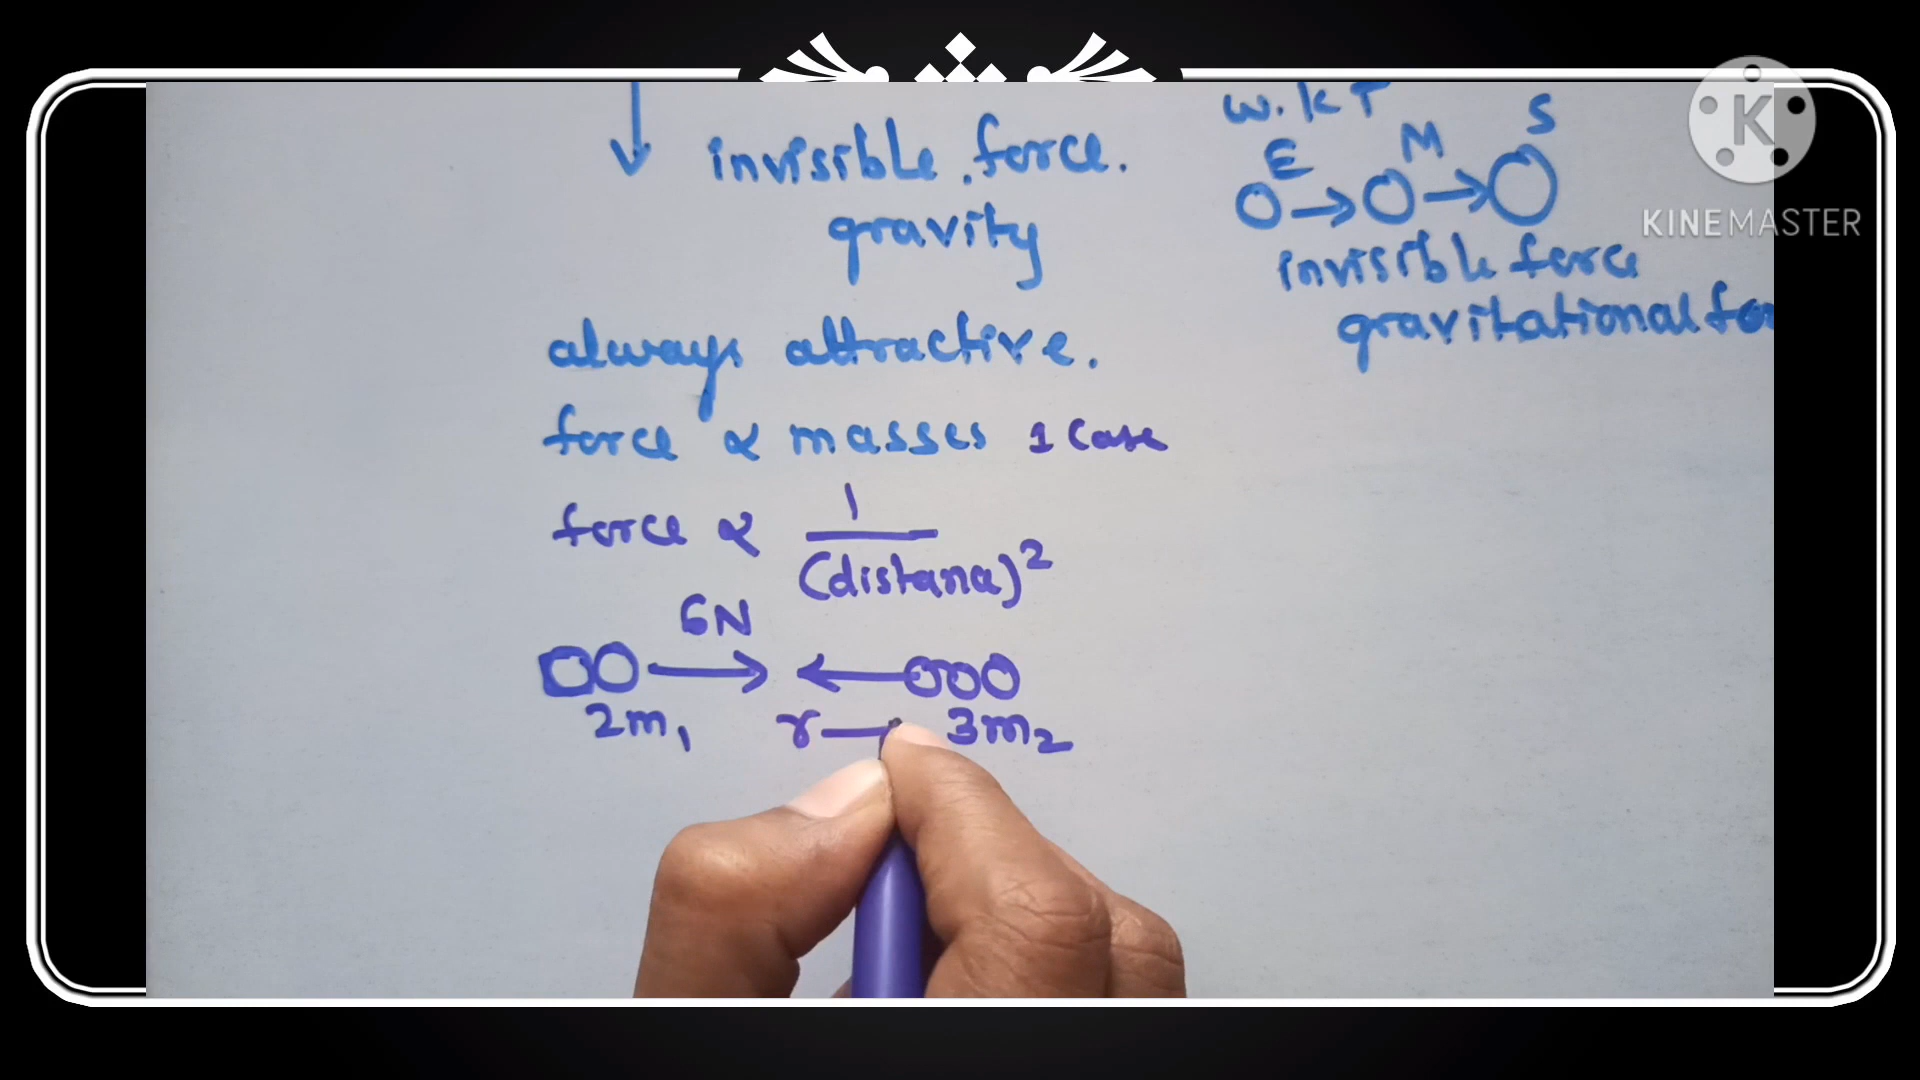 invisible force.
gravity
always attractive.
force ∝ masses 1 Case
force ∝ 1
(distance)²
6N
2m₁
r
3m₂
W.K T
E
M
S
invisible force
gravitational for
K
KINEMASTER